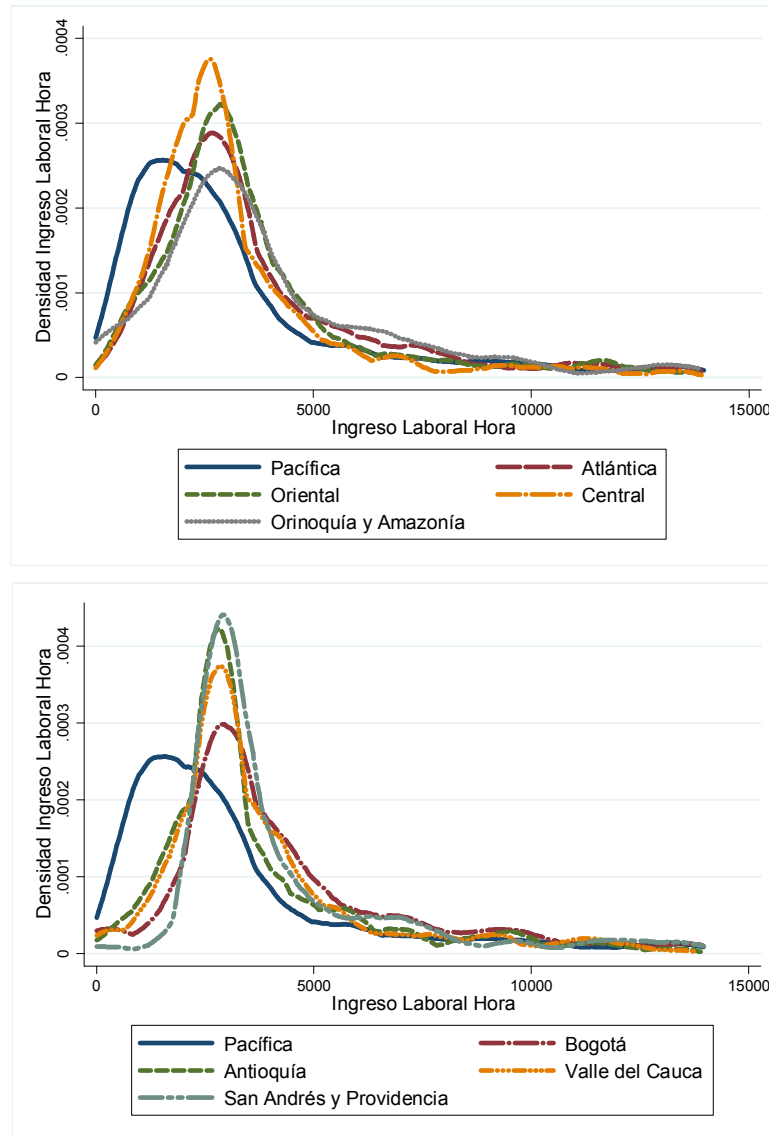 Densidad Ingreso Laboral Hora
.0004
.0003
.0002
.0001
0
0
5000
10000
15000
Ingreso Laboral Hora
Pacífica
Atlántica
Oriental
Central
Orinoquía y Amazonía
Densidad Ingreso Laboral Hora
.0004
.0003
.0002
.0001
0
0
5000
10000
15000
Ingreso Laboral Hora
Pacífica
Bogotá
Antioquía
Valle del Cauca
San Andrés y Providencia